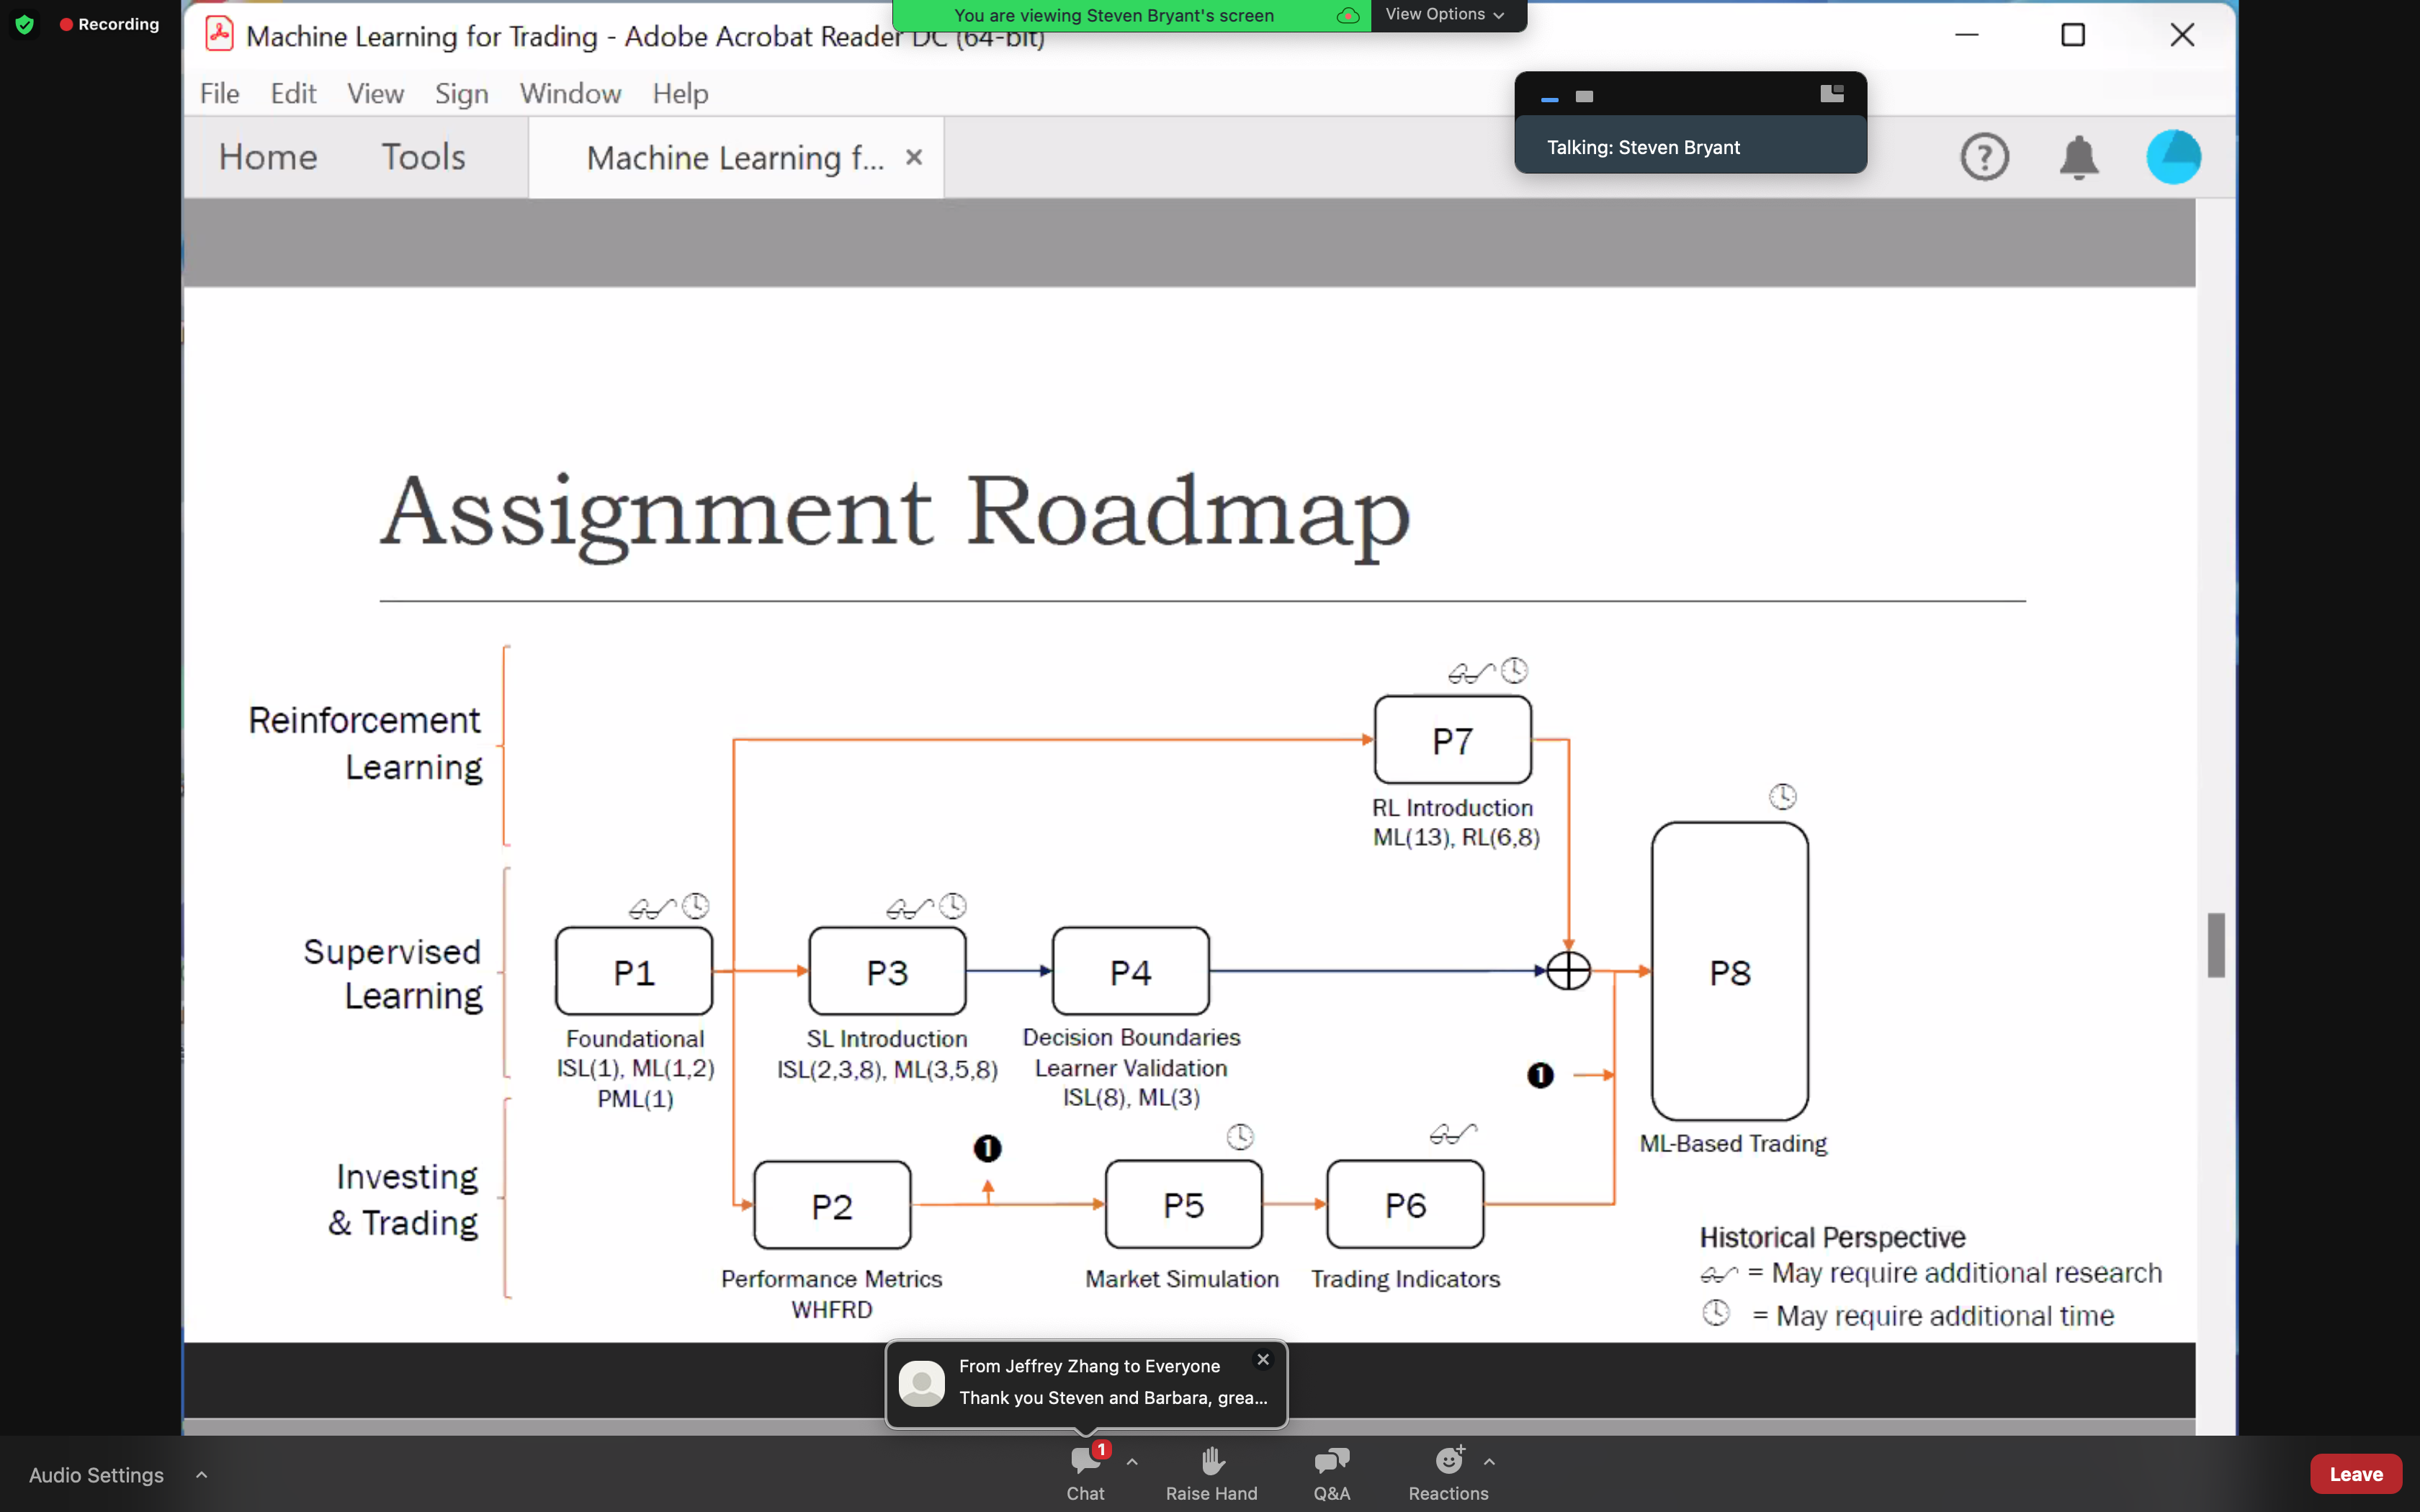 Recording
You are viewing Steven Bryant's screen
View Options
Machine Learning for Trading - Adobe Acrobat Reader DC (64-bit)
File Edit View Sign Window Help
Talking: Steven Bryant
Home Tools Machine Learning f...
Assignment Roadmap
Reinforcement
Learning
P7
RL Introduction
ML(13), RL(6,8)
Supervised
Learning
P1
Foundational
ISL(1), ML(1,2)
PML(1)
P3
SL Introduction
ISL(2,3,8), ML(3,5,8)
P4
Decision Boundaries
Learner Validation
ISL(8), ML(3)
P8
ML-Based Trading
1
1
Investing
& Trading
P2
Performance Metrics
WHFRD
P5
Market Simulation
P6
Trading Indicators
Historical Perspective
= May require additional research
= May require additional time
From Jeffrey Zhang to Everyone
Thank you Steven and Barbara, grea...
Audio Settings
1
Chat
Raise Hand
Q&A
Reactions
Leave